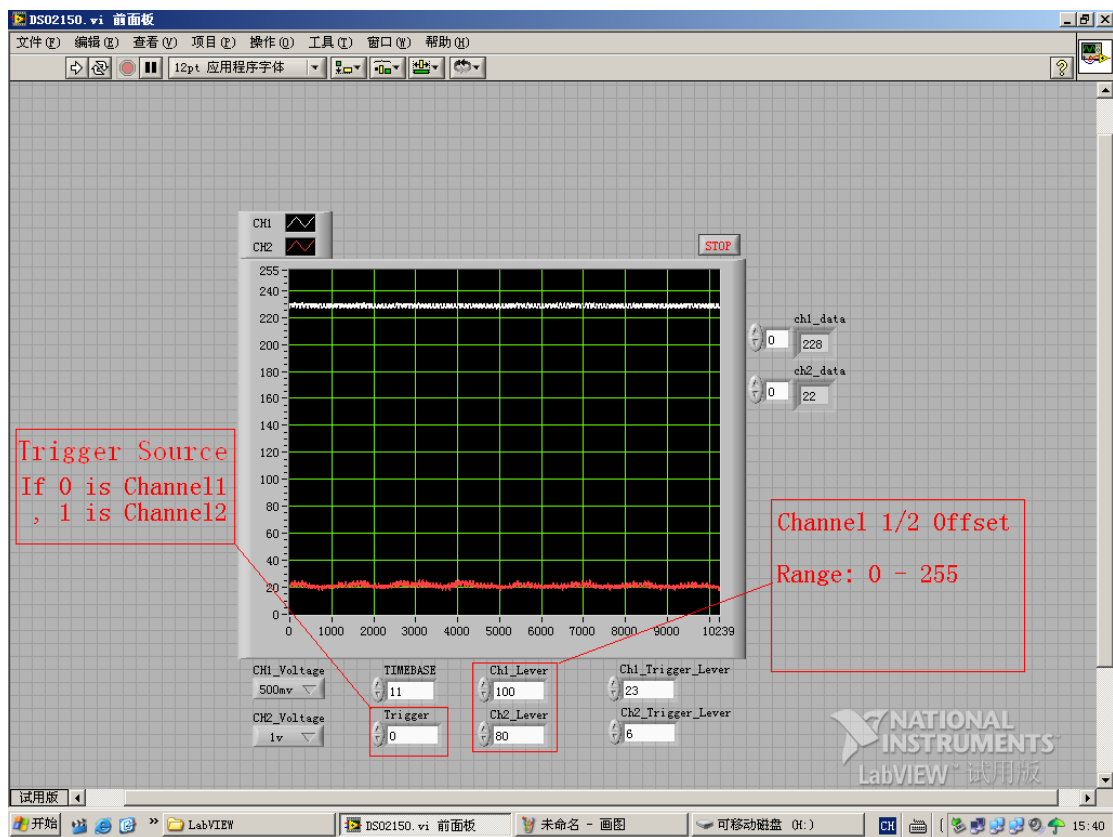 DSO2150.vi 前面板
文件(F) 编辑(E) 查看(V) 项目(P) 操作(O) 工具(T) 窗口(W) 帮助(H)
12pt 应用程序字体
CH1
CH2
STOP
255
240
220
200
180
160
140
120
100
80
60
40
20
0
0 1000 2000 3000 4000 5000 6000 7000 8000 9000 10239
ch1_data
0 228
ch2_data
0 22
Trigger Source
If 0 is Channel1
, 1 is Channel2
Channel 1/2 Offset
Range: 0 - 255
CH1_Voltage TIMEBASE Ch1_Lever Ch1_Trigger_Lever
500mv 11 100 23
CH2_Voltage Trigger Ch2_Lever Ch2_Trigger_Lever
1v 0 80 6
NATIONAL
INSTRUMENTS
LabVIEW™ 试用版
试用版
开始 » LabVIEW DSO2150.vi 前面板 未命名 - 画图 可移动磁盘 (H:) CH 15:40